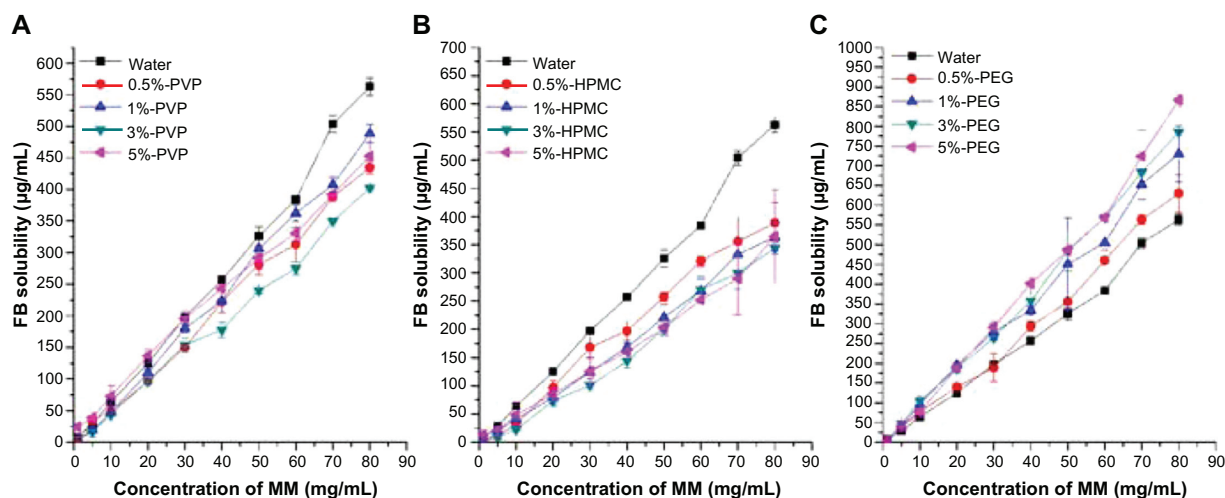 A
FB solubility (µg/mL)
600
550
500
450
400
350
300
250
200
150
100
50
0
Water
0.5%-PVP
1%-PVP
3%-PVP
5%-PVP
0 10 20 30 40 50 60 70 80 90
Concentration of MM (mg/mL)
B
FB solubility (µg/mL)
700
650
600
550
500
450
400
350
300
250
200
150
100
50
0
Water
0.5%-HPMC
1%-HPMC
3%-HPMC
5%-HPMC
0 10 20 30 40 50 60 70 80 90
Concentration of MM (mg/mL)
C
FB solubility (µg/mL)
1000
950
900
850
800
750
700
650
600
550
500
450
400
350
300
250
200
150
100
50
0
Water
0.5%-PEG
1%-PEG
3%-PEG
5%-PEG
0 10 20 30 40 50 60 70 80 90
Concentration of MM (mg/mL)